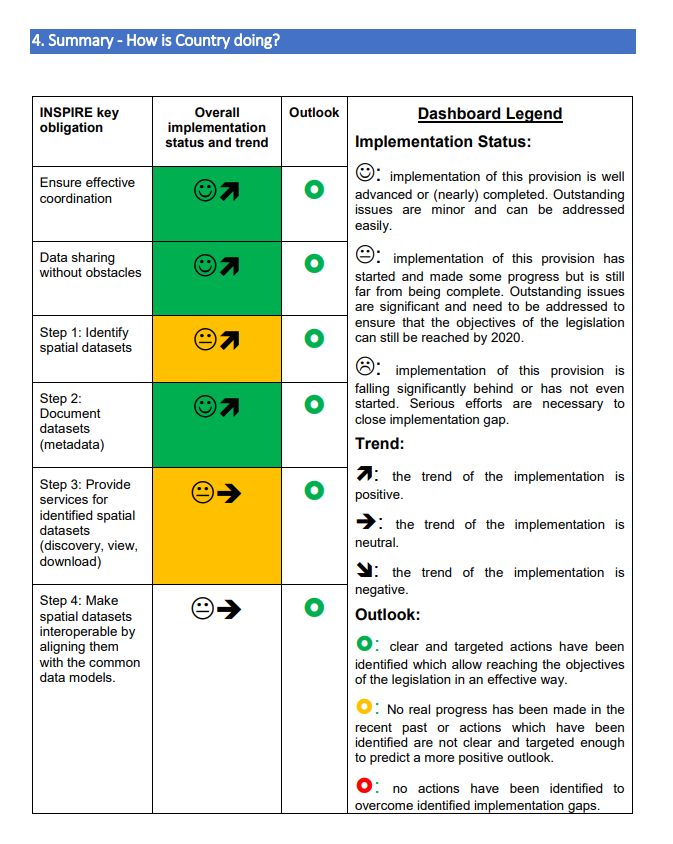 4. Summary - How is Country doing?
INSPIRE key
obligation
Overall
implementation
status and trend
Outlook
Ensure effective
coordination
Data sharing
without obstacles
Step 1: Identify
spatial datasets
Step 2:
Document
datasets
(metadata)
Step 3: Provide
services for
identified spatial
datasets
(discovery, view,
download)
Step 4: Make
spatial datasets
interoperable by
aligning them
with the common
data models.
Dashboard Legend
Implementation Status:
☺: implementation of this provision is well
advanced or (nearly) completed. Outstanding
issues are minor and can be addressed
easily.
😐: implementation of this provision has
started and made some progress but is still
far from being complete. Outstanding issues
are significant and need to be addressed to
ensure that the objectives of the legislation
can still be reached by 2020.
☹: implementation of this provision is
falling significantly behind or has not even
started. Serious efforts are necessary to
close implementation gap.
Trend:
🡵: the trend of the implementation is
positive.
➔: the trend of the implementation is
neutral.
🡶: the trend of the implementation is
negative.
Outlook:
: clear and targeted actions have been
identified which allow reaching the objectives
of the legislation in an effective way.
: No real progress has been made in the
recent past or actions which have been
identified are not clear and targeted enough
to predict a more positive outlook.
: no actions have been identified to
overcome identified implementation gaps.